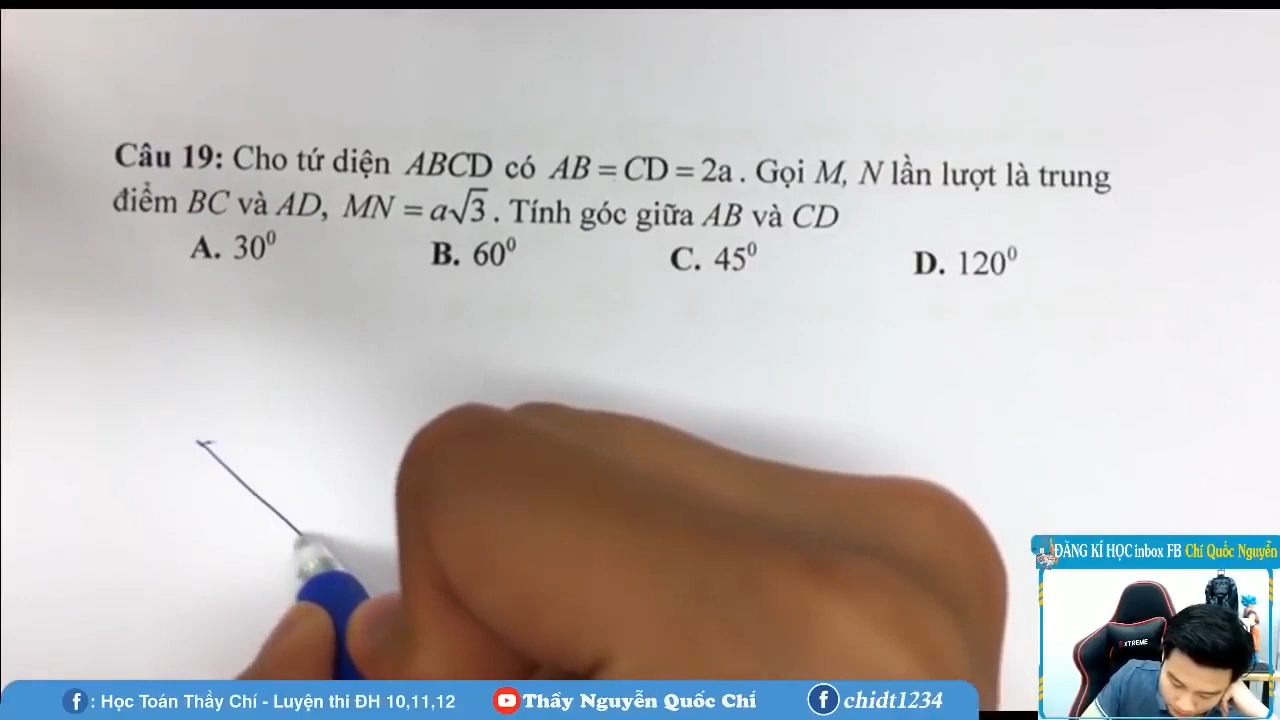 Câu 19: Cho tứ diện ABCD có AB = CD = 2a. Gọi M, N lần lượt là trung
điểm BC và AD, MN = a√3. Tính góc giữa AB và CD
A. 30⁰ B. 60⁰ C. 45⁰ D. 120⁰
ĐĂNG KÍ HỌC inbox FB Chí Quốc Nguyễn
EXTREME
f : Học Toán Thầy Chí - Luyện thi ĐH 10,11,12 Thầy Nguyễn Quốc Chí f chidt1234